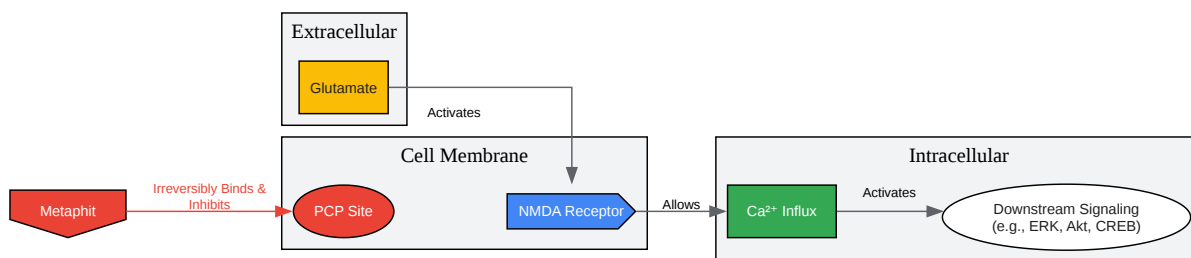 Extracellular
Glutamate
Activates
Cell Membrane
Intracellular
Metaphit
Irreversibly Binds &
Inhibits
PCP Site
NMDA Receptor
Allows
Ca²⁺ Influx
Activates
Downstream Signaling
(e.g., ERK, Akt, CREB)